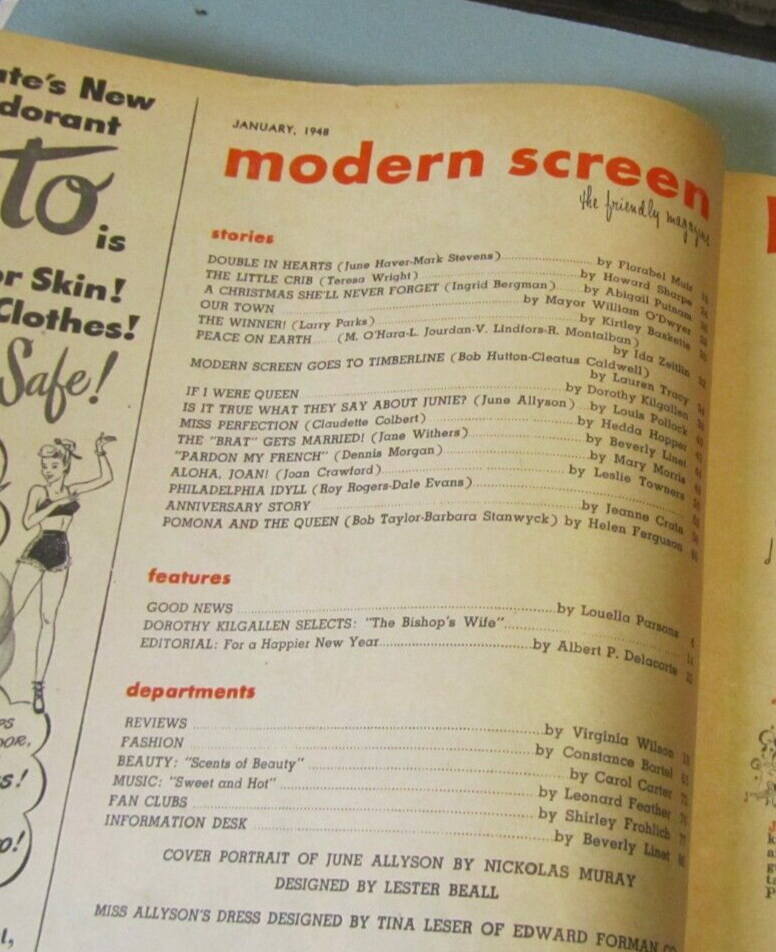 ate's New
dorant
to
is
or Skin!
Clothes!
Safe!
JANUARY, 1948
modern screen
the friendly magazine
stories
DOUBLE IN HEARTS (June Haver-Mark Stevens) by Florabel Muir
THE LITTLE CRIB (Teresa Wright) by Howard Sharpe
A CHRISTMAS SHE'LL NEVER FORGET (Ingrid Bergman) by Abigail Putnam
OUR TOWN by Mayor William O'Dwyer
THE WINNER! (Larry Parks) by Kirtley Baskette
PEACE ON EARTH (M. O'Hara-L. Jourdan-V. Lindfors-R. Montalban)
by Ida Zeitlin
MODERN SCREEN GOES TO TIMBERLINE (Bob Hutton-Cleatus Caldwell)
by Lauren Tracy
IF I WERE QUEEN by Dorothy Kilgallen
IS IT TRUE WHAT THEY SAY ABOUT JUNIE? (June Allyson) by Louis Pollock
MISS PERFECTION (Claudette Colbert) by Hedda Hopper
THE "BRAT" GETS MARRIED! (Jane Withers) by Beverly Linet
"PARDON MY FRENCH" (Dennis Morgan) by Mary Morris
ALOHA, JOAN! (Joan Crawford) by Leslie Towners
PHILADELPHIA IDYLL (Roy Rogers-Dale Evans)
ANNIVERSARY STORY by Jeanne Crain
POMONA AND THE QUEEN (Bob Taylor-Barbara Stanwyck) by Helen Ferguson
features
GOOD NEWS by Louella Parsons 4
DOROTHY KILGALLEN SELECTS: "The Bishop's Wife"
EDITORIAL: For a Happier New Year by Albert P. Delacorte
departments
REVIEWS by Virginia Wilson
FASHION by Constance Bartel
BEAUTY: "Scents of Beauty" by Carol Carter
MUSIC: "Sweet and Hot" by Leonard Feather
FAN CLUBS by Shirley Frohlich
INFORMATION DESK by Beverly Linet
COVER PORTRAIT OF JUNE ALLYSON BY NICKOLAS MURAY
DESIGNED BY LESTER BEALL
MISS ALLYSON'S DRESS DESIGNED BY TINA LESER OF EDWARD FORMAN CO